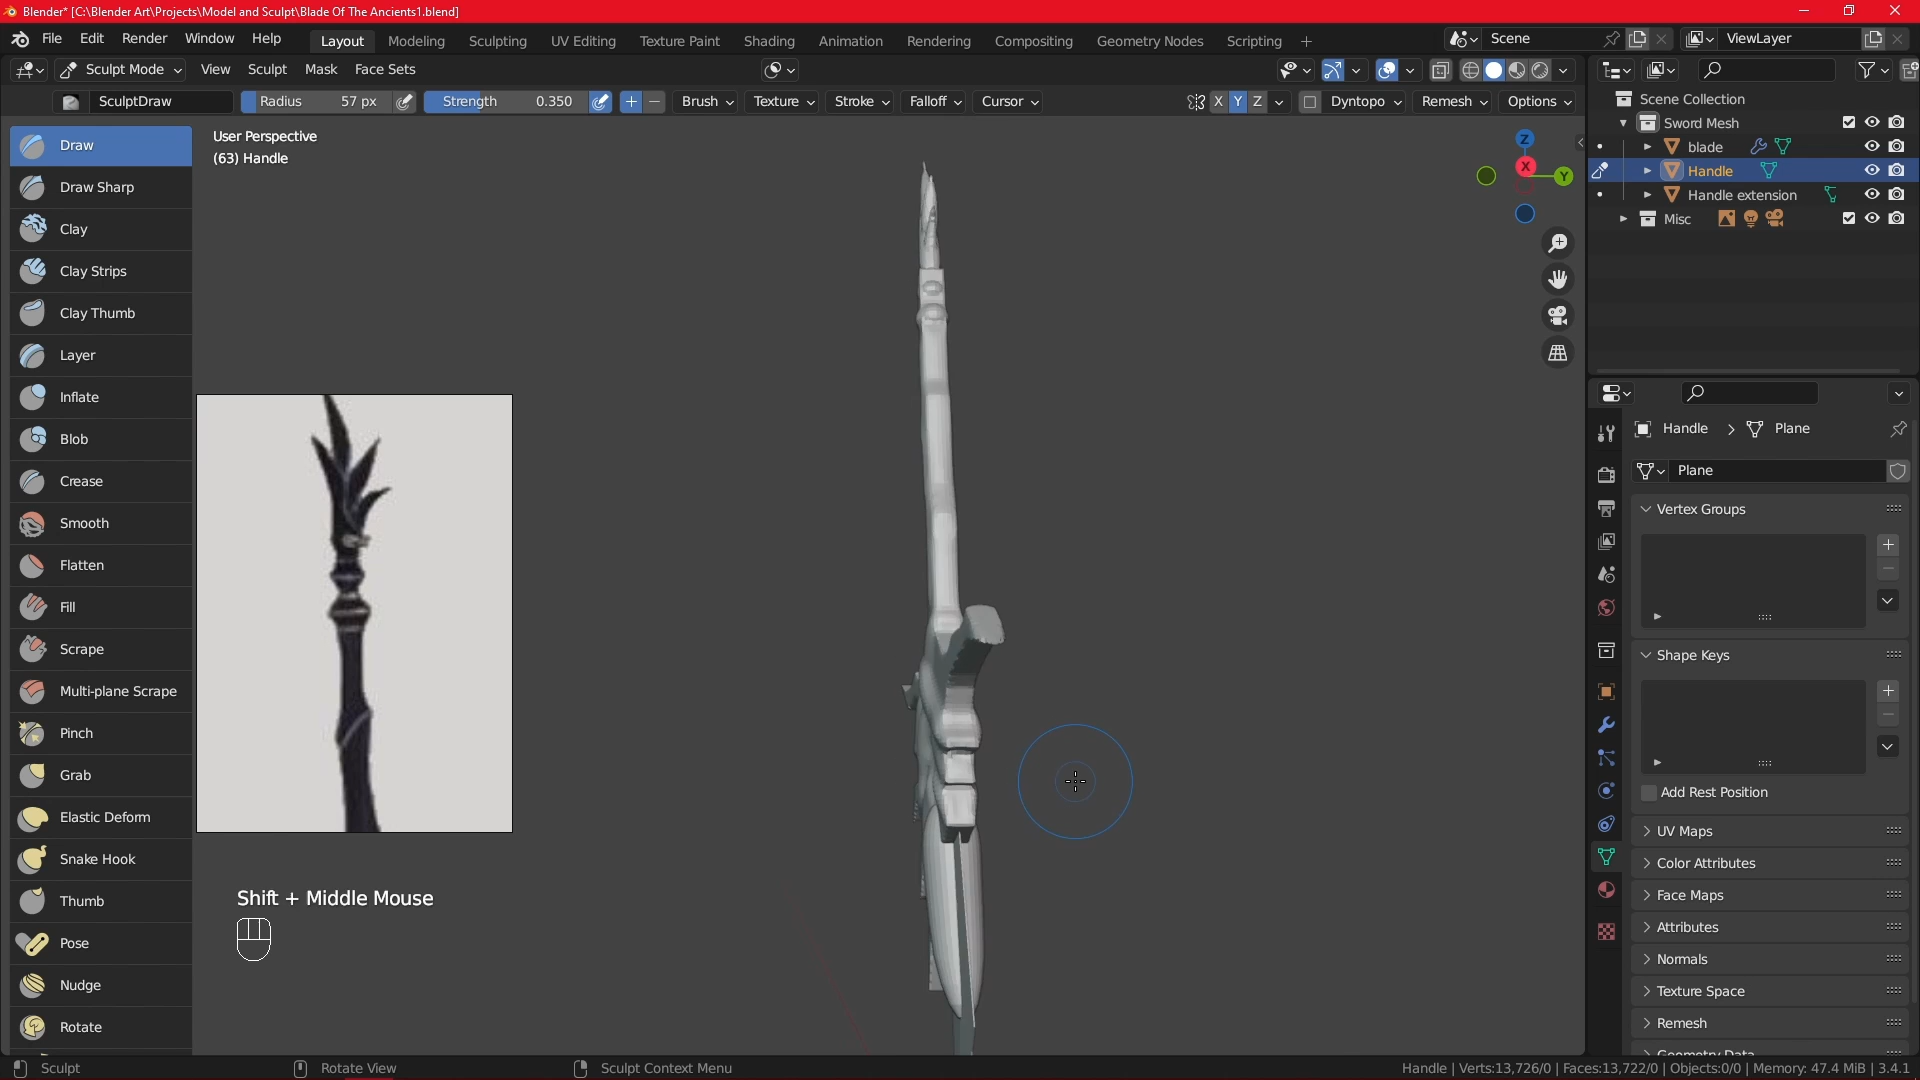 Blender* [C:\Blender Art\Projects\Model and Sculpt\Blade Of The Ancients1.blend]
File Edit Render Window Help
Layout Modeling Sculpting UV Editing Texture Paint Shading Animation Rendering Compositing Geometry Nodes Scripting +
Scene
ViewLayer
Sculpt Mode View Sculpt Mask Face Sets
SculptDraw
Radius 57 px
Strength 0.350
Brush Texture Stroke Falloff Cursor
X Y Z
Dyntopo Remesh Options
Draw
Draw Sharp
Clay
Clay Strips
Clay Thumb
Layer
Inflate
Blob
Crease
Smooth
Flatten
Fill
Scrape
Multi-plane Scrape
Pinch
Grab
Elastic Deform
Snake Hook
Thumb
Pose
Nudge
Rotate
User Perspective
(63) Handle
Z
X
Y
Shift + Middle Mouse
Scene Collection
Sword Mesh
blade
Handle
Handle extension
Misc
Handle > Plane
Plane
Vertex Groups
Shape Keys
Add Rest Position
UV Maps
Color Attributes
Face Maps
Attributes
Normals
Texture Space
Remesh
Geometry Data
Sculpt
Rotate View
Sculpt Context Menu
Handle | Verts:13,726/0 | Faces:13,722/0 | Objects:0/0 | Memory: 47.4 MiB | 3.4.1